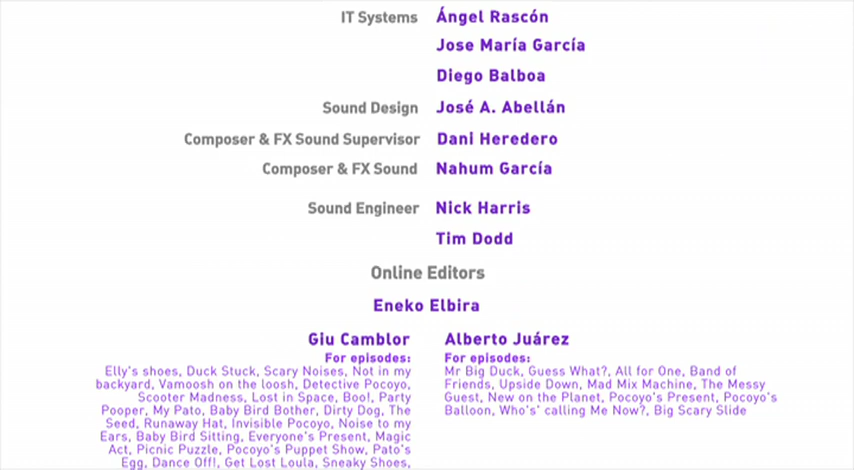 IT Systems Ángel Rascón
Jose María García
Diego Balboa
Sound Design José A. Abellán
Composer & FX Sound Supervisor Dani Heredero
Composer & FX Sound Nahum García
Sound Engineer Nick Harris
Tim Dodd
Online Editors
Eneko Elbira
Giu Camblor
For episodes:
Elly's shoes, Duck Stuck, Scary Noises, Not in my
backyard, Vamoosh on the loosh, Detective Pocoyo,
Scooter Madness, Lost in Space, Boo!, Party
Pooper, My Pato, Baby Bird Bother, Dirty Dog, The
Seed, Runaway Hat, Invisible Pocoyo, Noise to my
Ears, Baby Bird Sitting, Everyone's Present, Magic
Act, Picnic Puzzle, Pocoyo's Puppet Show, Pato's
Egg, Dance Off!, Get Lost Loula, Sneaky Shoes,
Alberto Juárez
For episodes:
Mr Big Duck, Guess What?, All for One, Band of
Friends, Upside Down, Mad Mix Machine, The Messy
Guest, New on the Planet, Pocoyo's Present, Pocoyo's
Balloon, Who's' calling Me Now?, Big Scary Slide